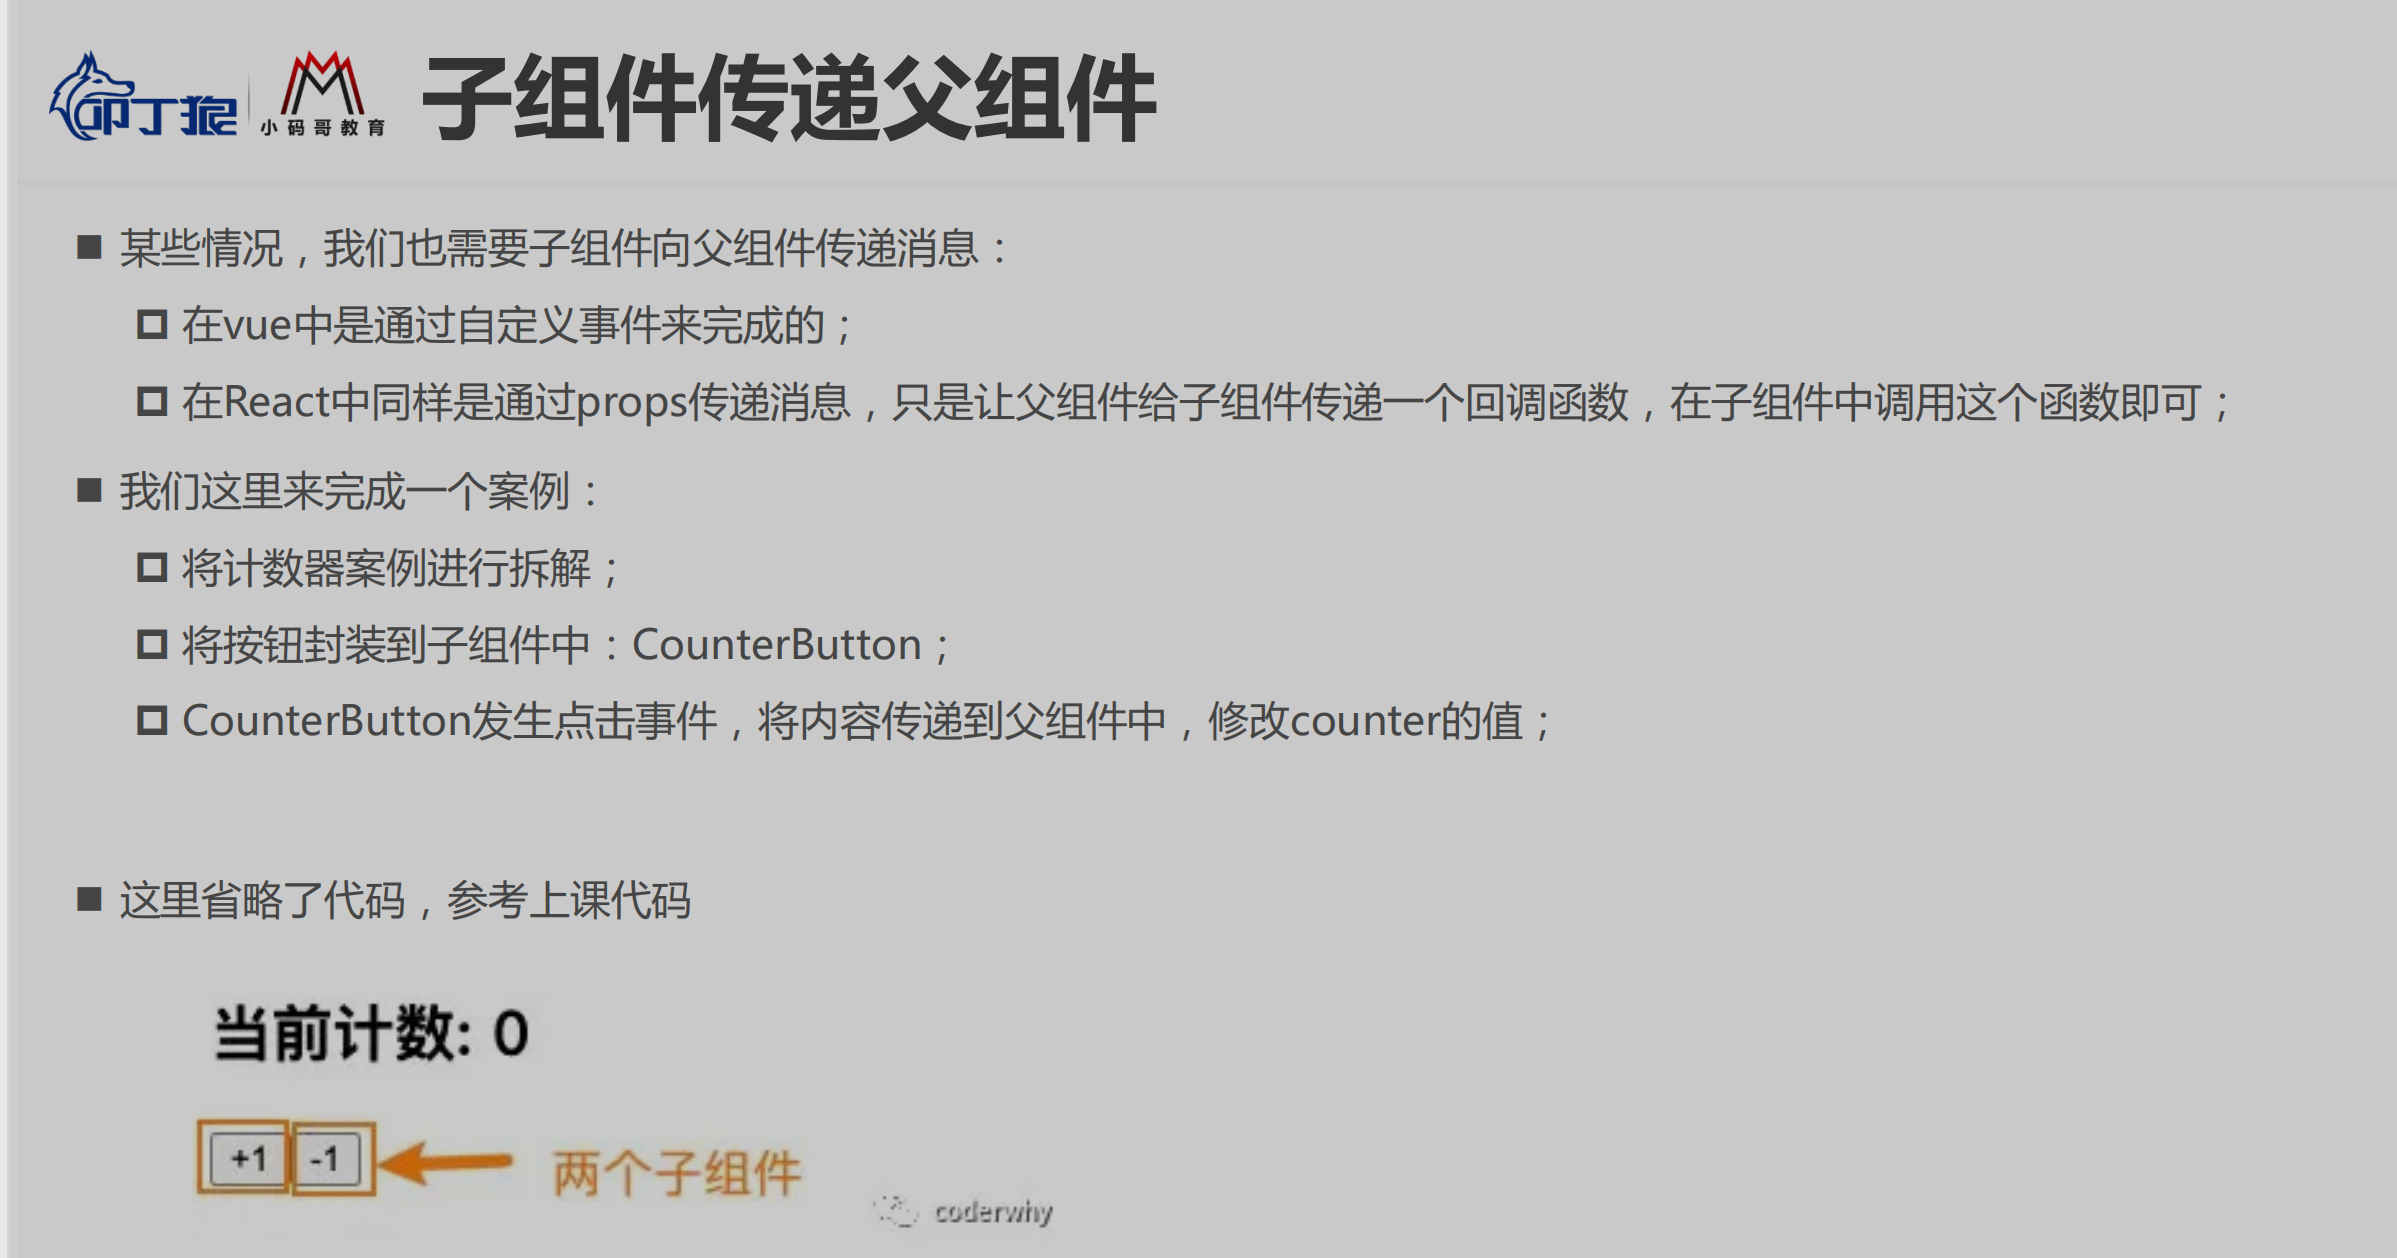 叩丁狼
小码哥教育
子组件传递父组件
某些情况，我们也需要子组件向父组件传递消息：
在vue中是通过自定义事件来完成的；
在React中同样是通过props传递消息，只是让父组件给子组件传递一个回调函数，在子组件中调用这个函数即可；
我们这里来完成一个案例：
将计数器案例进行拆解；
将按钮封装到子组件中：CounterButton；
CounterButton发生点击事件，将内容传递到父组件中，修改counter的值；
这里省略了代码，参考上课代码
当前计数: 0
+1 -1 两个子组件
coderwhy